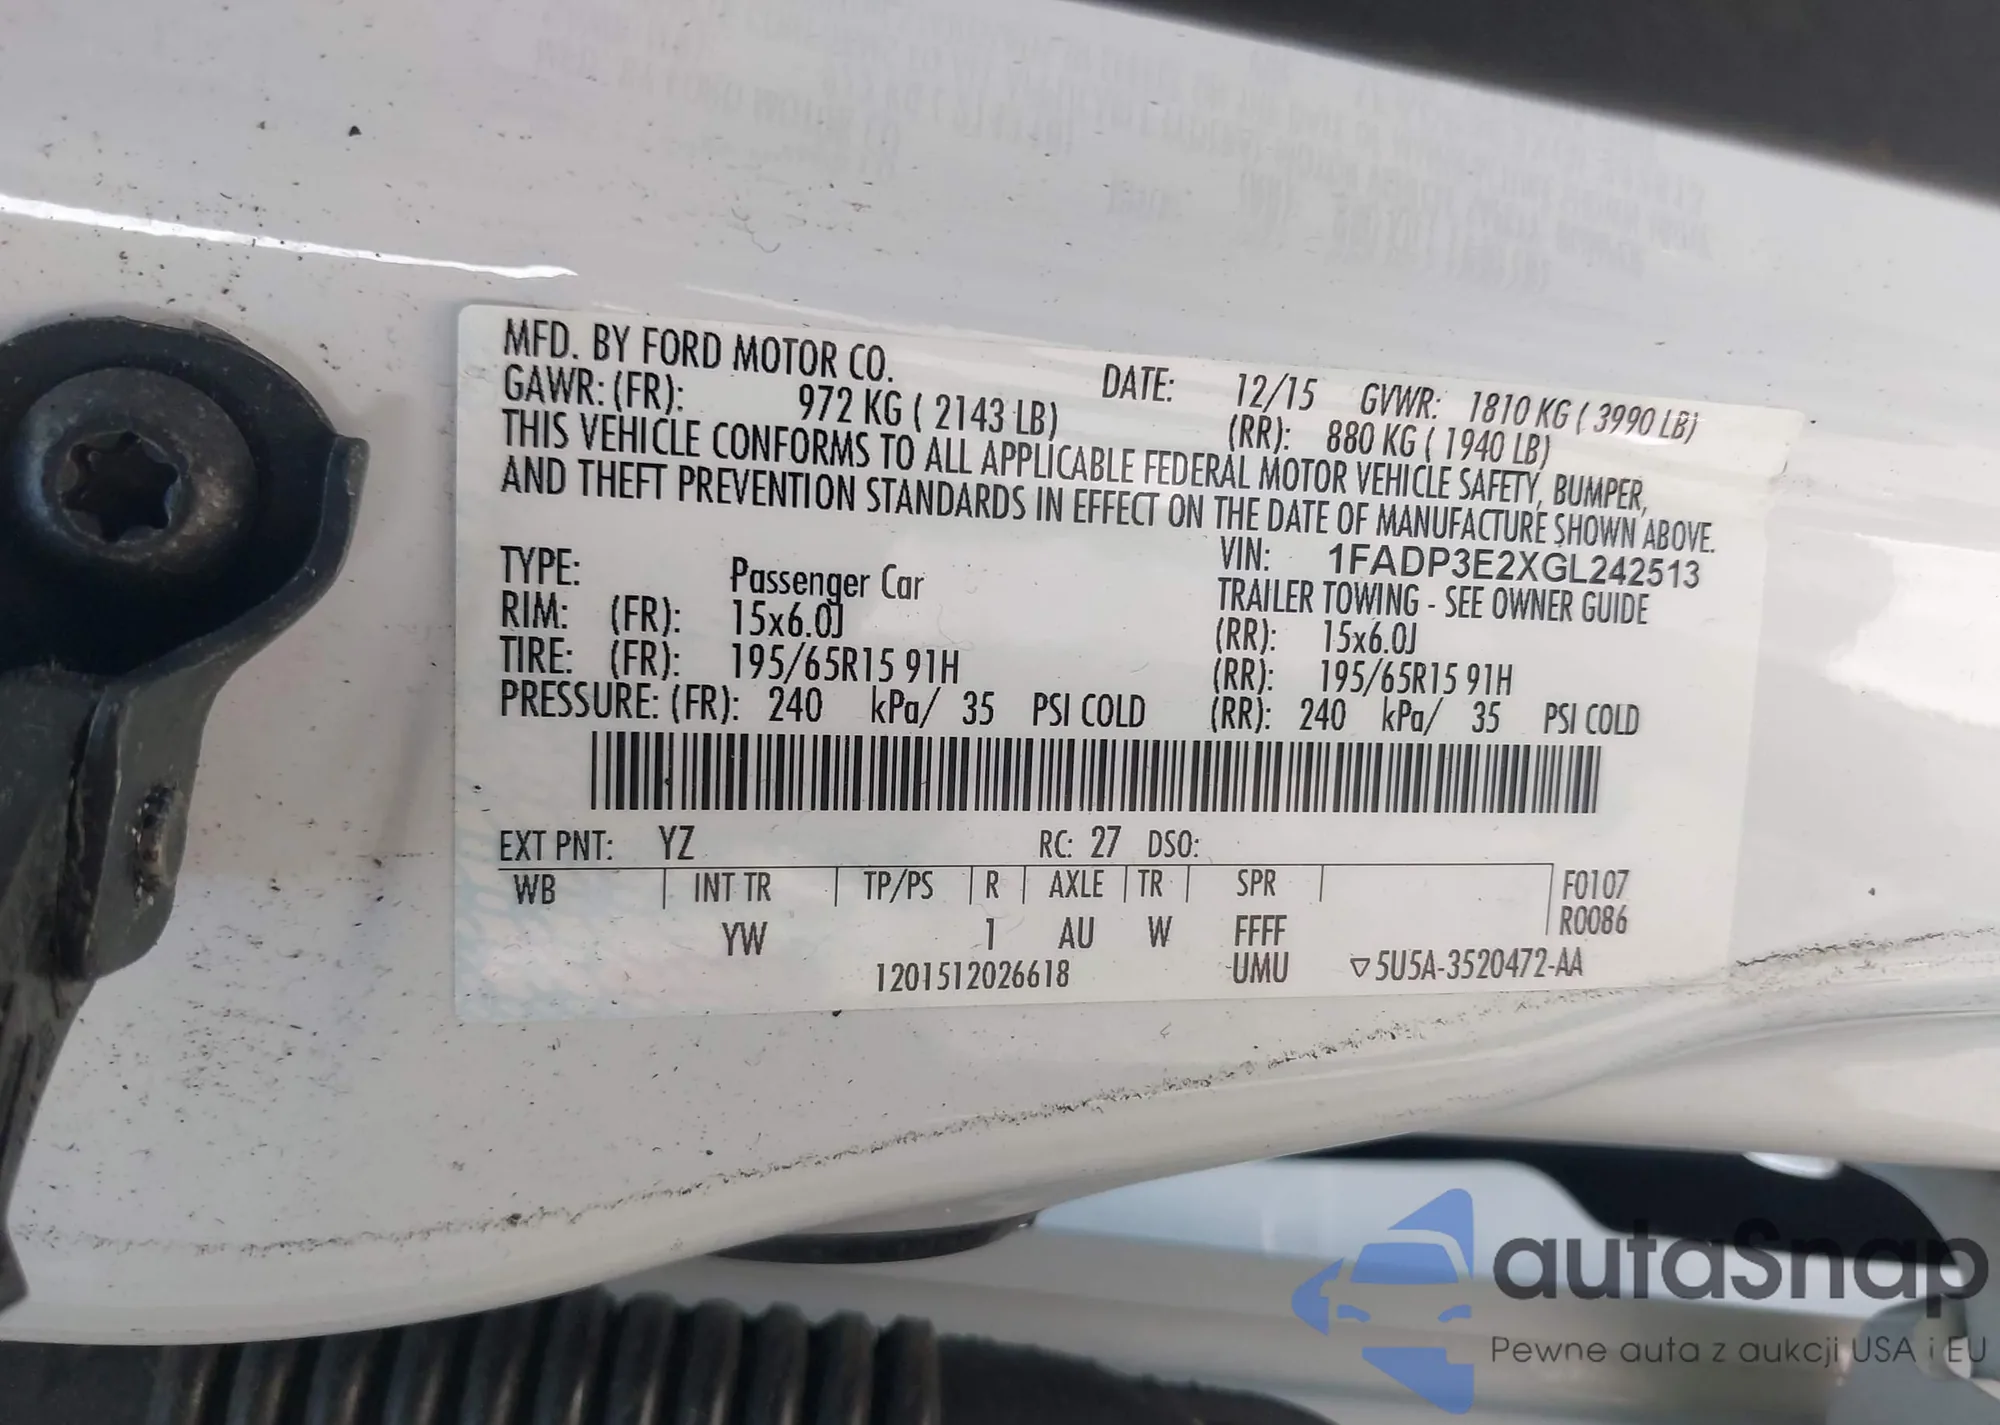 MFD. BY FORD MOTOR CO. DATE: 12/15 GVWR: 1810 KG ( 3990 LB)
GAWR: (FR): 972 KG ( 2143 LB) (RR): 880 KG ( 1940 LB)
THIS VEHICLE CONFORMS TO ALL APPLICABLE FEDERAL MOTOR VEHICLE SAFETY, BUMPER,
AND THEFT PREVENTION STANDARDS IN EFFECT ON THE DATE OF MANUFACTURE SHOWN ABOVE.
VIN: 1FADP3E2XGL242513
TYPE: Passenger Car TRAILER TOWING - SEE OWNER GUIDE
RIM: (FR): 15x6.0J (RR): 15x6.0J
TIRE: (FR): 195/65R15 91H (RR): 195/65R15 91H
PRESSURE: (FR): 240 kPa/ 35 PSI COLD (RR): 240 kPa/ 35 PSI COLD
EXT PNT: YZ RC: 27 DSO:
WB INT TR TP/PS R AXLE TR SPR F0107
R0086
YW 1 AU W FFFF
1201512026618 UMU ▽5U5A-3520472-AA
autaSnap
Pewne auta z aukcji USA i EU